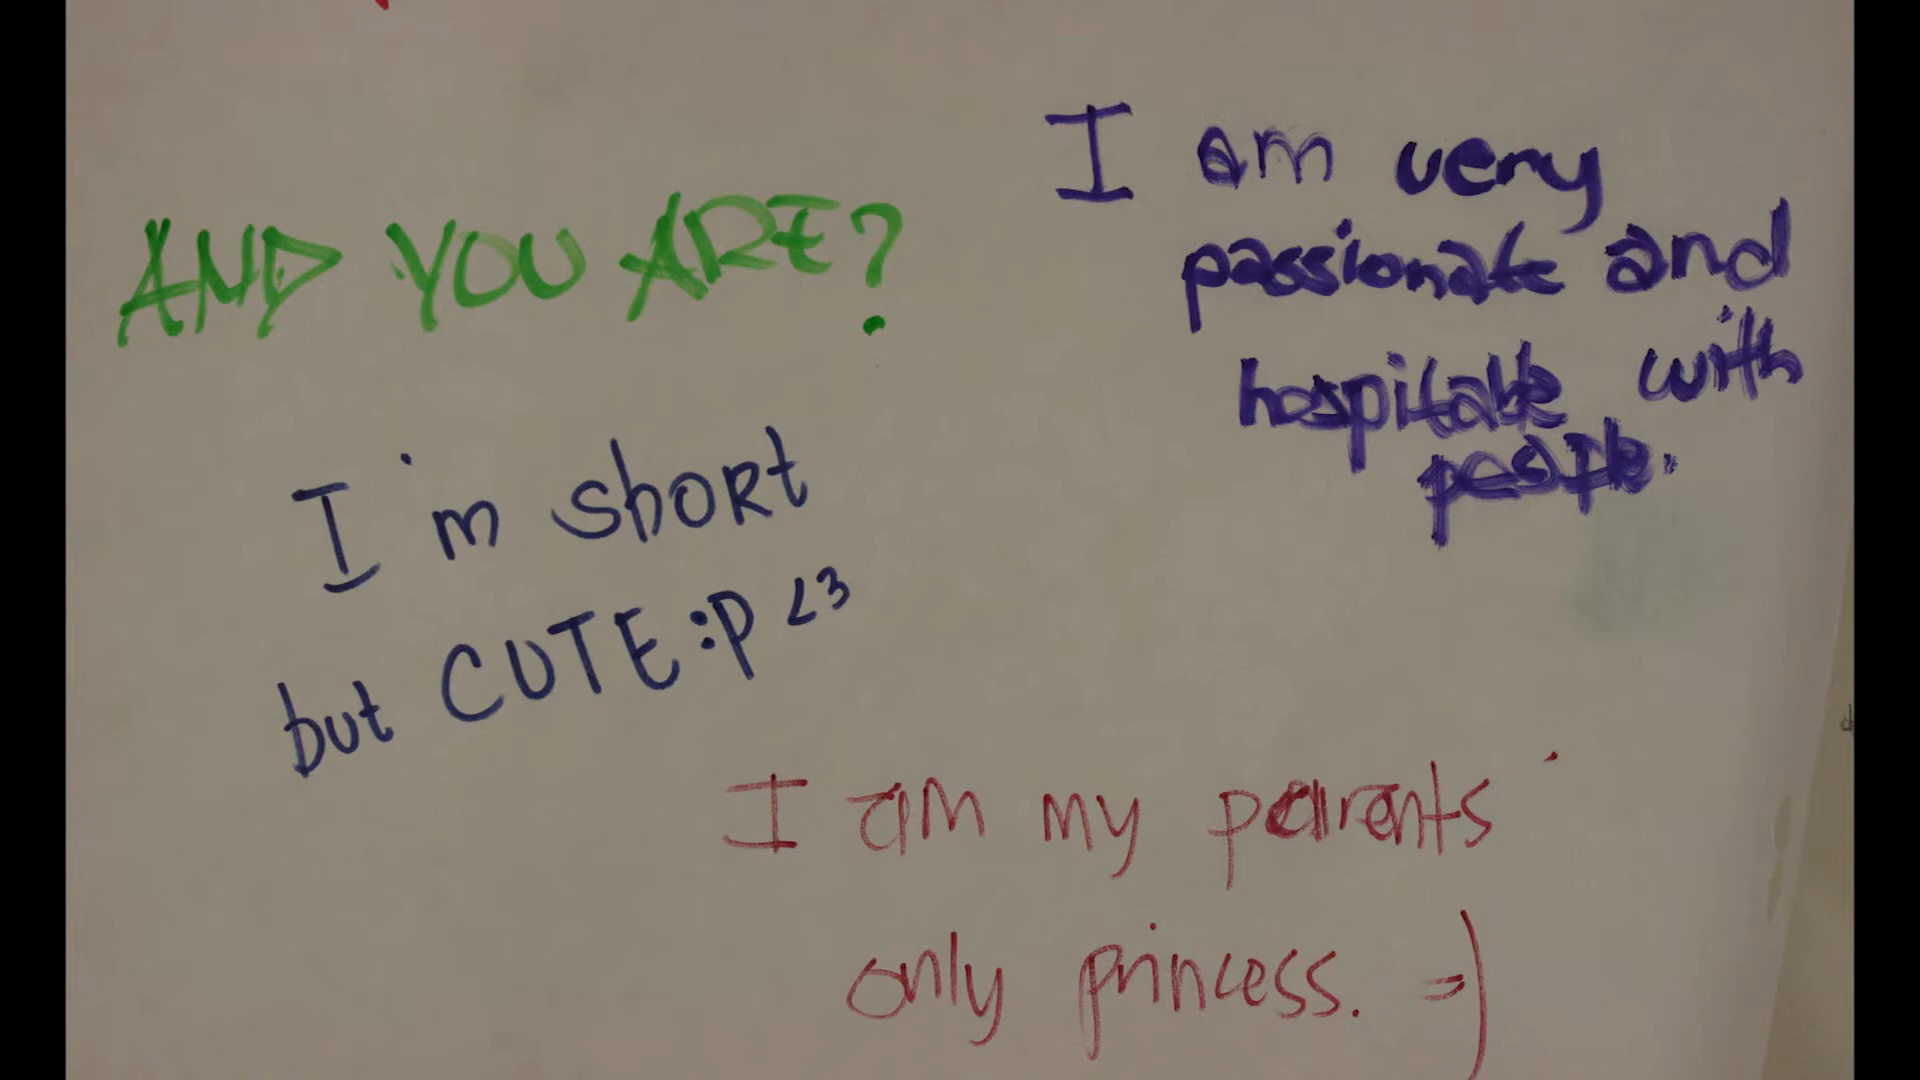 AND YOU ARE?
I am very
passionate and
hospitable with
people.
I'm short
but CUTE :p <3
I am my parents'
only princess. =)